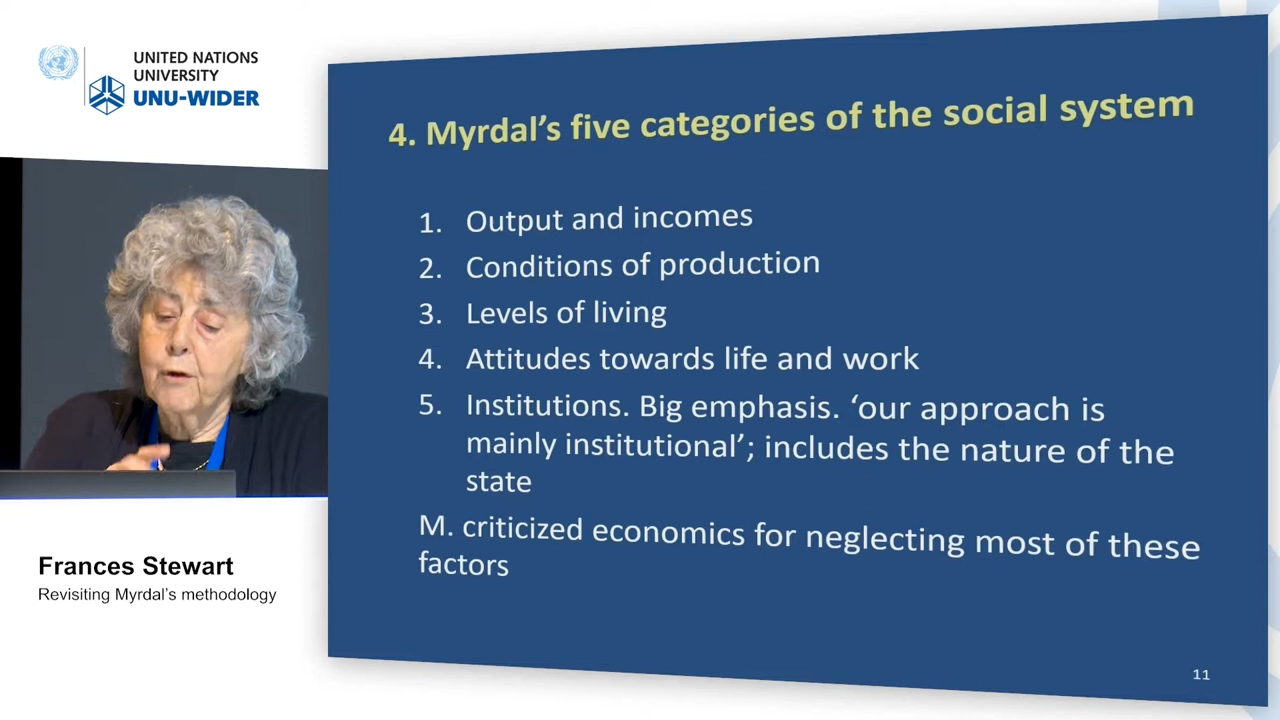 UNITED NATIONS
UNIVERSITY
UNU-WIDER
4. Myrdal's five categories of the social system
1. Output and incomes
2. Conditions of production
3. Levels of living
4. Attitudes towards life and work
5. Institutions. Big emphasis. 'our approach is
mainly institutional'; includes the nature of the
state
M. criticized economics for neglecting most of these
factors
Frances Stewart
Revisiting Myrdal's methodology
11